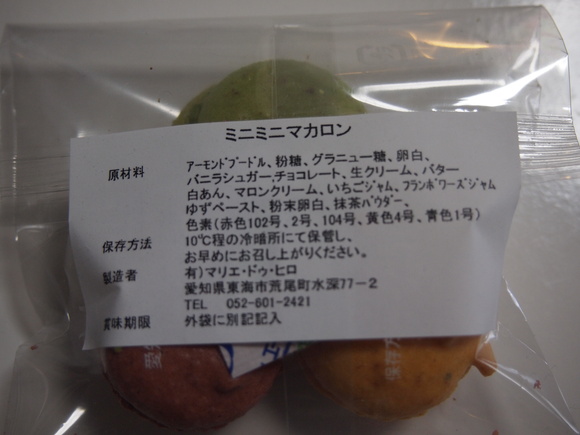 ミニミニマカロン
原材料 アーモンドプードル、粉糖、グラニュー糖、卵白、
バニラシュガー,チョコレート、生クリーム、バター
白あん、マロンクリーム、いちごジャム、フランボワーズジャム
ゆずペースト、粉末卵白、抹茶パウダー、
色素（赤色102号、2号、104号、黄色4号、青色1号）
保存方法 10℃程の冷暗所にて保管し、
お早めにお召し上がりください。
製造者 有）マリエ・ドゥ・ヒロ
愛知県東海市荒尾町水深77－2
TEL 052-601-2421
賞味期限 外袋に別記記入
保存方